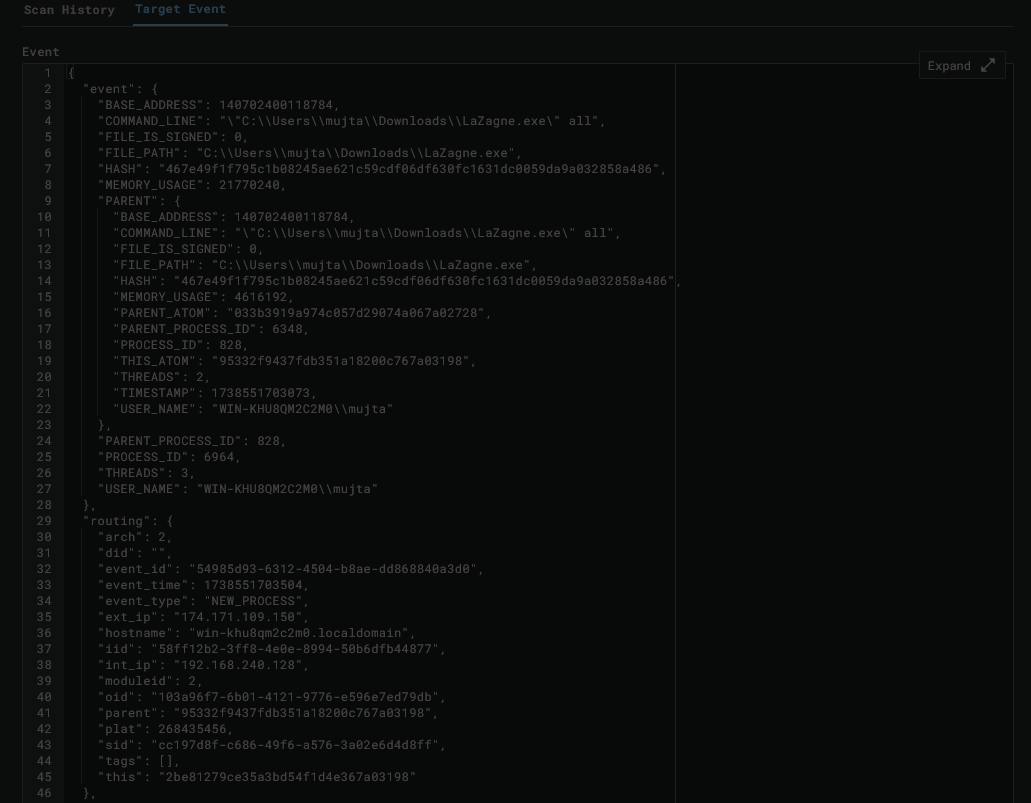 Scan History Target Event
Event
Expand
1 {
2 "event": {
3 "BASE_ADDRESS": 140702400118784,
4 "COMMAND_LINE": "\"C:\\Users\\mujta\\Downloads\\LaZagne.exe\" all",
5 "FILE_IS_SIGNED": 0,
6 "FILE_PATH": "C:\\Users\\mujta\\Downloads\\LaZagne.exe",
7 "HASH": "467e49f1f795c1b08245ae621c59cdf06df630fc1631dc0059da9a032858a486",
8 "MEMORY_USAGE": 21770240,
9 "PARENT": {
10 "BASE_ADDRESS": 140702400118784,
11 "COMMAND_LINE": "\"C:\\Users\\mujta\\Downloads\\LaZagne.exe\" all",
12 "FILE_IS_SIGNED": 0,
13 "FILE_PATH": "C:\\Users\\mujta\\Downloads\\LaZagne.exe",
14 "HASH": "467e49f1f795c1b08245ae621c59cdf06df630fc1631dc0059da9a032858a486",
15 "MEMORY_USAGE": 4616192,
16 "PARENT_ATOM": "033b3919a974c057d29074a067a02728",
17 "PARENT_PROCESS_ID": 6348,
18 "PROCESS_ID": 828,
19 "THIS_ATOM": "95332f9437fdb351a18200c767a03198",
20 "THREADS": 2,
21 "TIMESTAMP": 1738551703073,
22 "USER_NAME": "WIN-KHU8QM2C2M0\\mujta"
23 },
24 "PARENT_PROCESS_ID": 828,
25 "PROCESS_ID": 6964,
26 "THREADS": 3,
27 "USER_NAME": "WIN-KHU8QM2C2M0\\mujta"
28 },
29 "routing": {
30 "arch": 2,
31 "did": "",
32 "event_id": "54985d93-6312-4504-b8ae-dd868840a3d0",
33 "event_time": 1738551703504,
34 "event_type": "NEW_PROCESS",
35 "ext_ip": "174.171.109.150",
36 "hostname": "win-khu8qm2c2m0.localdomain",
37 "iid": "58ff12b2-3ff8-4e0e-8994-50b6dfb44877",
38 "int_ip": "192.168.240.128",
39 "moduleid": 2,
40 "oid": "103a96f7-6b01-4121-9776-e596e7ed79db",
41 "parent": "95332f9437fdb351a18200c767a03198",
42 "plat": 268435456,
43 "sid": "cc197d8f-c686-49f6-a576-3a02e6d4d8ff",
44 "tags": [],
45 "this": "2be81279ce35a3bd54f1d4e367a03198"
46 },